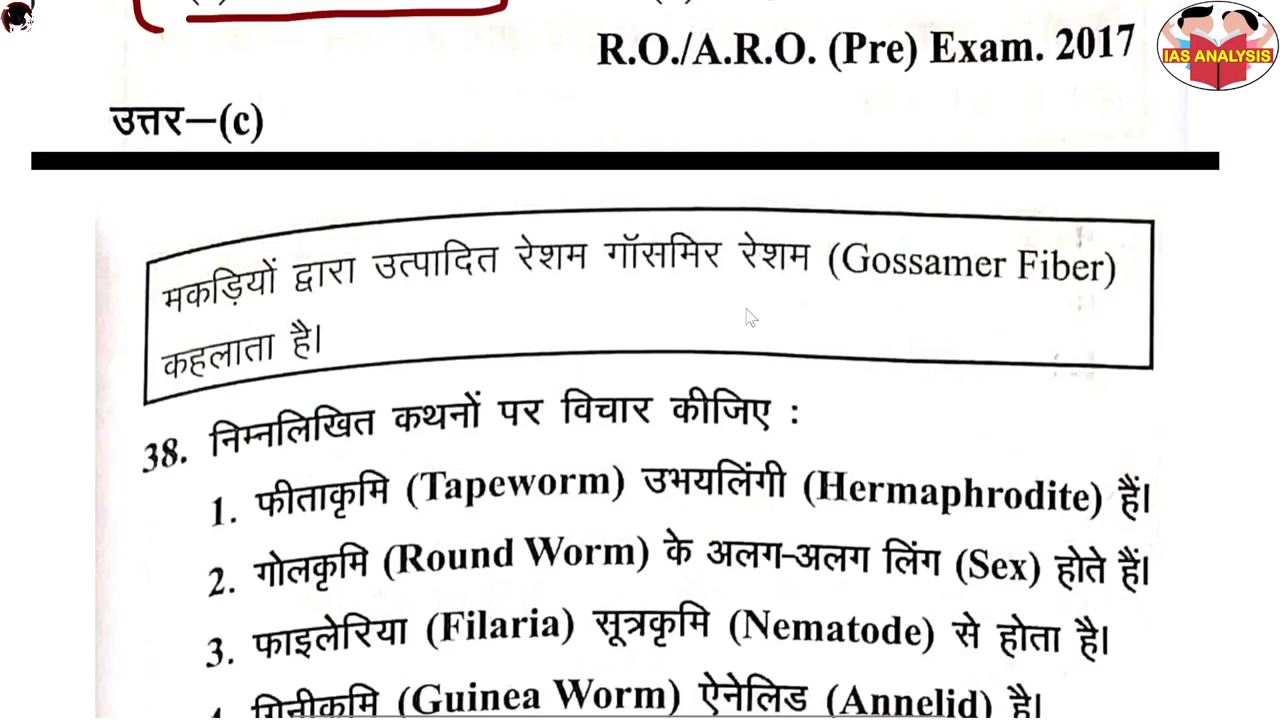 R.O./A.R.O. (Pre) Exam. 2017
IAS ANALYSIS
उत्तर–(c)
मकड़ियों द्वारा उत्पादित रेशम गॉसमिर रेशम (Gossamer Fiber)
कहलाता है।
38. निम्नलिखित कथनों पर विचार कीजिए :
1. फीताकृमि (Tapeworm) उभयलिंगी (Hermaphrodite) हैं।
2. गोलकृमि (Round Worm) के अलग-अलग लिंग (Sex) होते हैं।
3. फाइलेरिया (Filaria) सूत्रकृमि (Nematode) से होता है।
4. गिनीकृमि (Guinea Worm) ऐनेलिड (Annelid) है।